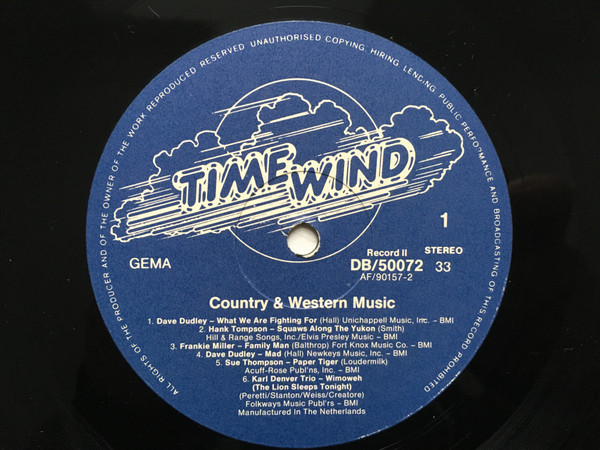 ALL RIGHTS OF THE PRODUCER AND OF THE OWNER OF THE WORK REPRODUCED RESERVED UNAUTHORISED COPYING, HIRING, LENDING, PUBLIC PERFORMANCE AND BROADCASTING OF THIS RECORD PROHIBITED
TIME WIND
1
Record II STEREO
GEMA DB/50072 33
AF/90157-2
Country & Western Music
1. Dave Dudley – What We Are Fighting For (Hall) Unichappell Music, Inc. – BMI
2. Hank Tompson – Squaws Along The Yukon (Smith)
Hill & Range Songs, Inc./Elvis Presley Music – BMI
3. Frankie Miller – Family Man (Balthrop) Fort Knox Music Co. – BMI
4. Dave Dudley – Mad (Hall) Newkeys Music, Inc. – BMI
5. Sue Thompson – Paper Tiger (Loudermilk)
Acuff-Rose Publ'ns, Inc. – BMI
6. Karl Denver Trio – Wimoweh
(The Lion Sleeps Tonight)
(Peretti/Stanton/Weiss/Creatore)
Folkways Music Publ'rs – BMI
Manufactured In The Netherlands